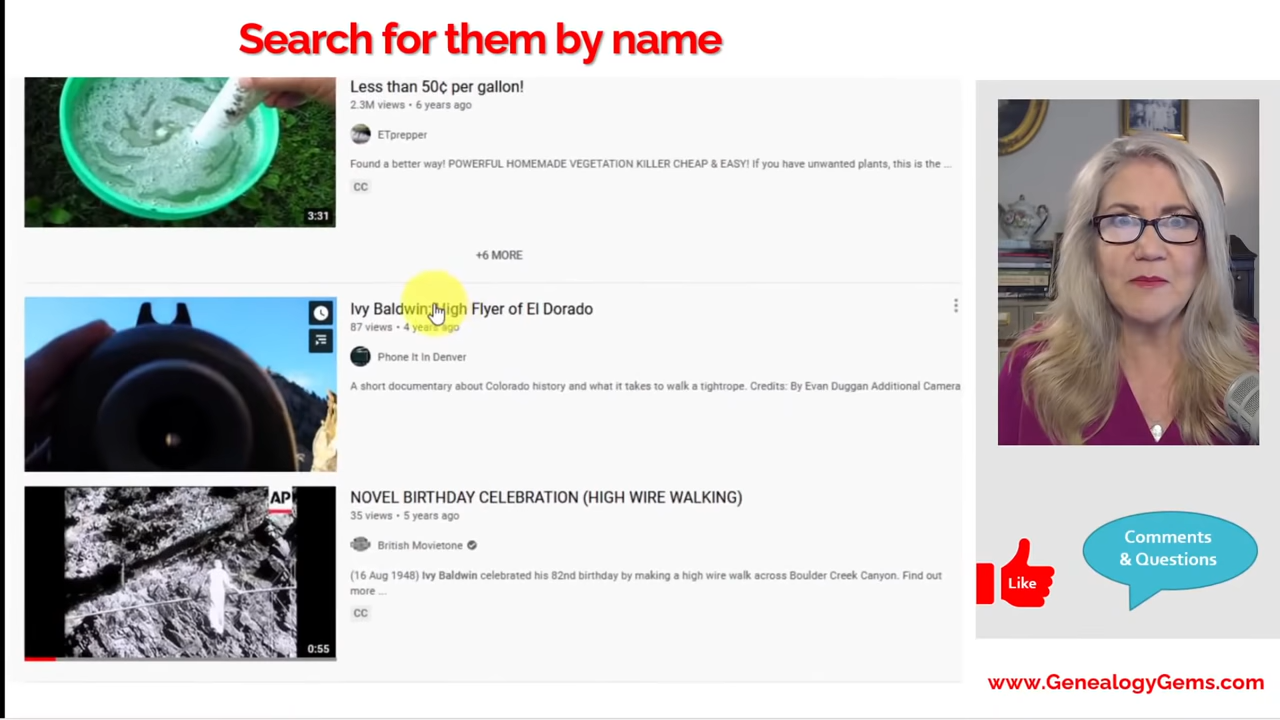 Search for them by name
Less than 50¢ per gallon!
2.3M views • 6 years ago
ETprepper
Found a better way! POWERFUL HOMEMADE VEGETATION KILLER CHEAP & EASY! If you have unwanted plants, this is the ...
CC
3:31
+6 MORE
Ivy Baldwin: High Flyer of El Dorado
87 views • 4 years ago
Phone It In Denver
A short documentary about Colorado history and what it takes to walk a tightrope. Credits: By Evan Duggan Additional Camera
AP
NOVEL BIRTHDAY CELEBRATION (HIGH WIRE WALKING)
35 views • 5 years ago
British Movietone
(16 Aug 1948) Ivy Baldwin celebrated his 82nd birthday by making a high wire walk across Boulder Creek Canyon. Find out
more ...
CC
0:55
Comments
& Questions
Like
www.GenealogyGems.com